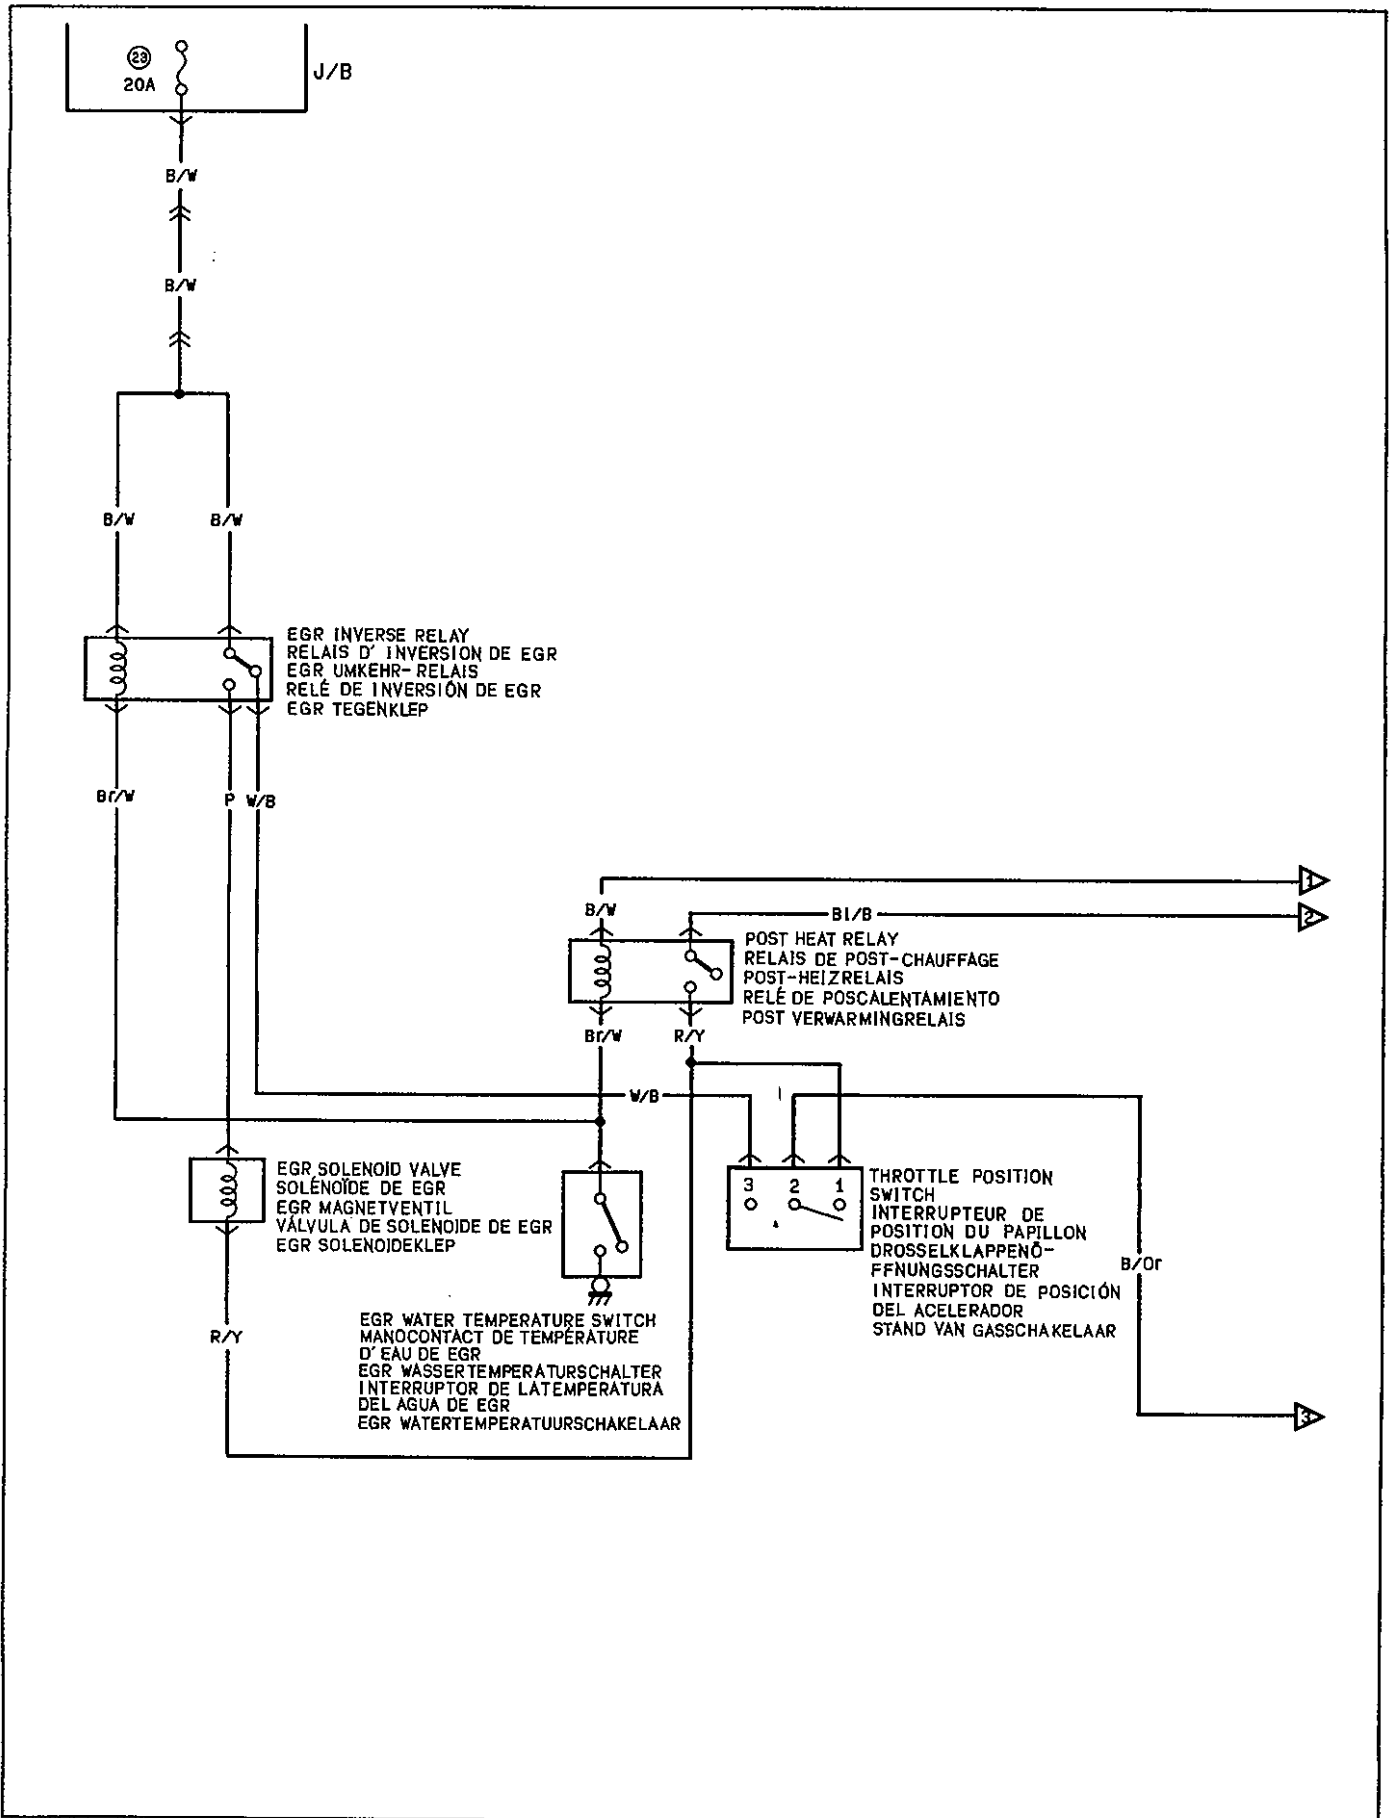 23
20A
J/B
B/W
B/W
B/W
B/W
EGR INVERSE RELAY
RELAIS D' INVERSION DE EGR
EGR UMKEHR-RELAIS
RELÉ DE INVERSIÓN DE EGR
EGR TEGENKLEP
Br/W
P
W/B
1
B/W
Bl/B
2
POST HEAT RELAY
RELAIS DE POST-CHAUFFAGE
POST-HEIZRELAIS
RELÉ DE POSCALENTAMIENTO
POST VERWARMINGRELAIS
Br/W
R/Y
W/B
EGR SOLENOID VALVE
SOLÉNOÏDE DE EGR
EGR MAGNETVENTIL
VÁLVULA DE SOLENOIDE DE EGR
EGR SOLENOIDEKLEP
3 2 1
THROTTLE POSITION
SWITCH
INTERRUPTEUR DE
POSITION DU PAPILLON
DROSSELKLAPPENÖ-
FFNUNGSSCHALTER
INTERRUPTOR DE POSICIÓN
DEL ACELERADOR
STAND VAN GASSCHAKELAAR
B/Or
R/Y
EGR WATER TEMPERATURE SWITCH
MANOCONTACT DE TEMPÉRATURE
D'EAU DE EGR
EGR WASSERTEMPERATURSCHALTER
INTERRUPTOR DE LATEMPERATURA
DEL AGUA DE EGR
EGR WATERTEMPERATUURSCHAKELAAR
3